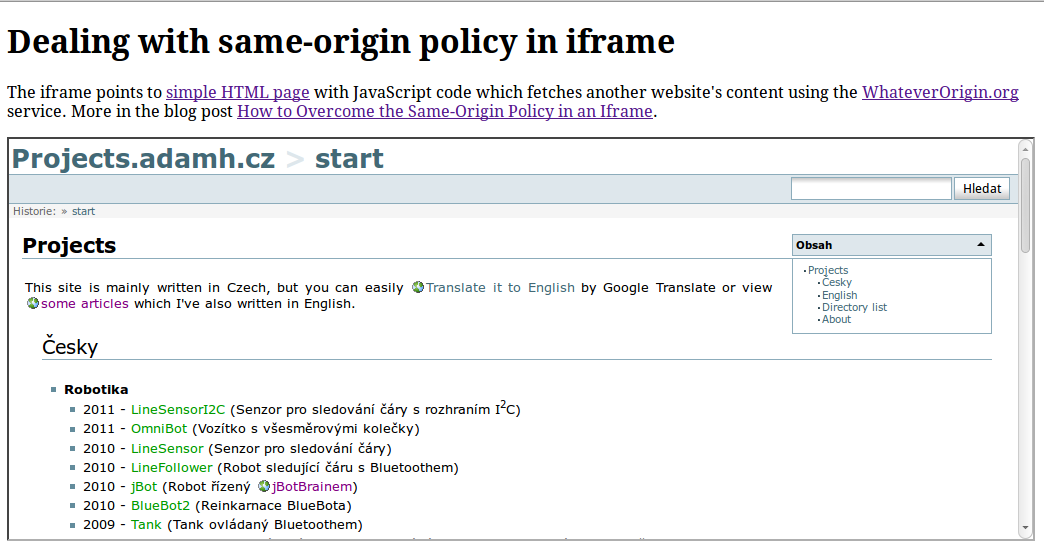 Dealing with same-origin policy in iframe
The iframe points to simple HTML page with JavaScript code which fetches another website's content using the WhateverOrigin.org
service. More in the blog post How to Overcome the Same-Origin Policy in an Iframe.
Projects.adamh.cz > start
Hledat
Historie: » start
Projects
Obsah
Projects
Česky
English
Directory list
About
This site is mainly written in Czech, but you can easily Translate it to English by Google Translate or view
some articles which I've also written in English.
Česky
Robotika
2011 - LineSensorI2C (Senzor pro sledování čáry s rozhraním I²C)
2011 - OmniBot (Vozítko s všesměrovými kolečky)
2010 - LineSensor (Senzor pro sledování čáry)
2010 - LineFollower (Robot sledující čáru s Bluetoothem)
2010 - jBot (Robot řízený jBotBrainem)
2010 - BlueBot2 (Reinkarnace BlueBota)
2009 - Tank (Tank ovládaný Bluetoothem)